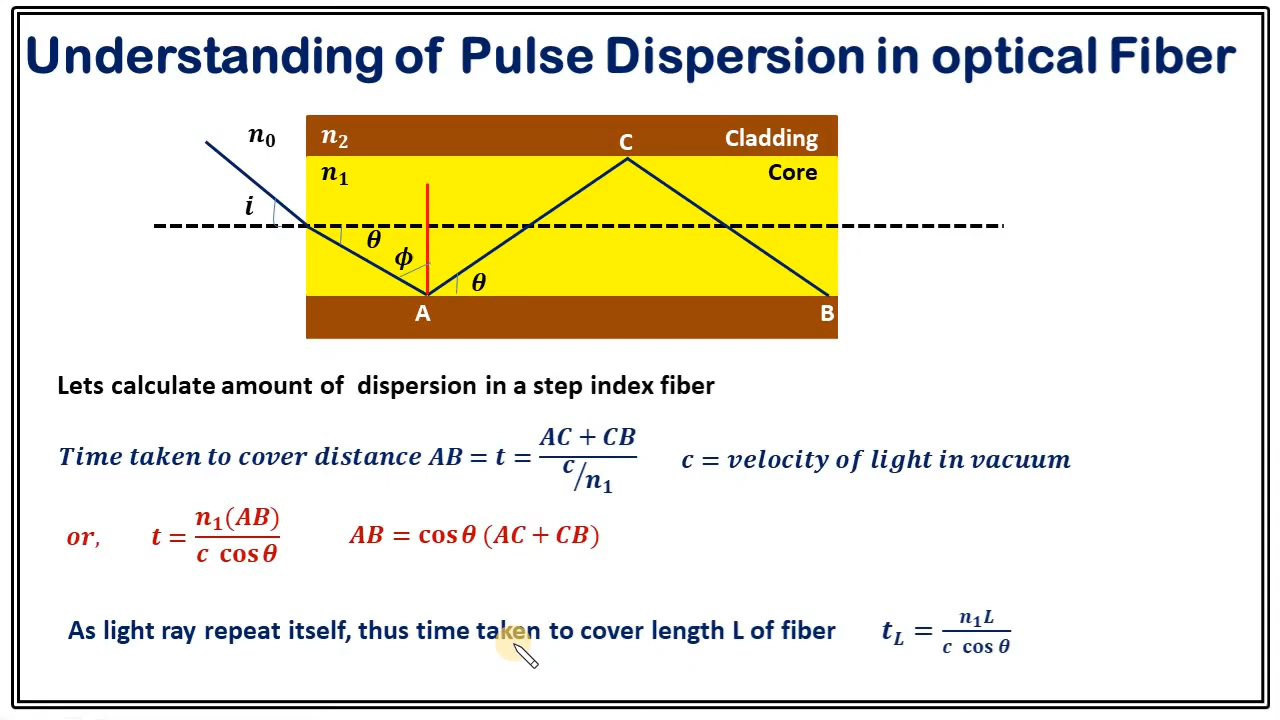 Understanding of Pulse Dispersion in optical Fiber
n₀
n₂
C
Cladding
n₁
Core
i
θ
ϕ
θ
A
B
Lets calculate amount of dispersion in a step index fiber
Time taken to cover distance AB = t = (AC + CB)/(c/n₁) c = velocity of light in vacuum
or, t = n₁(AB)/(c cos θ) AB = cos θ (AC + CB)
As light ray repeat itself, thus time taken to cover length L of fiber t_L = n₁L/(c cos θ)